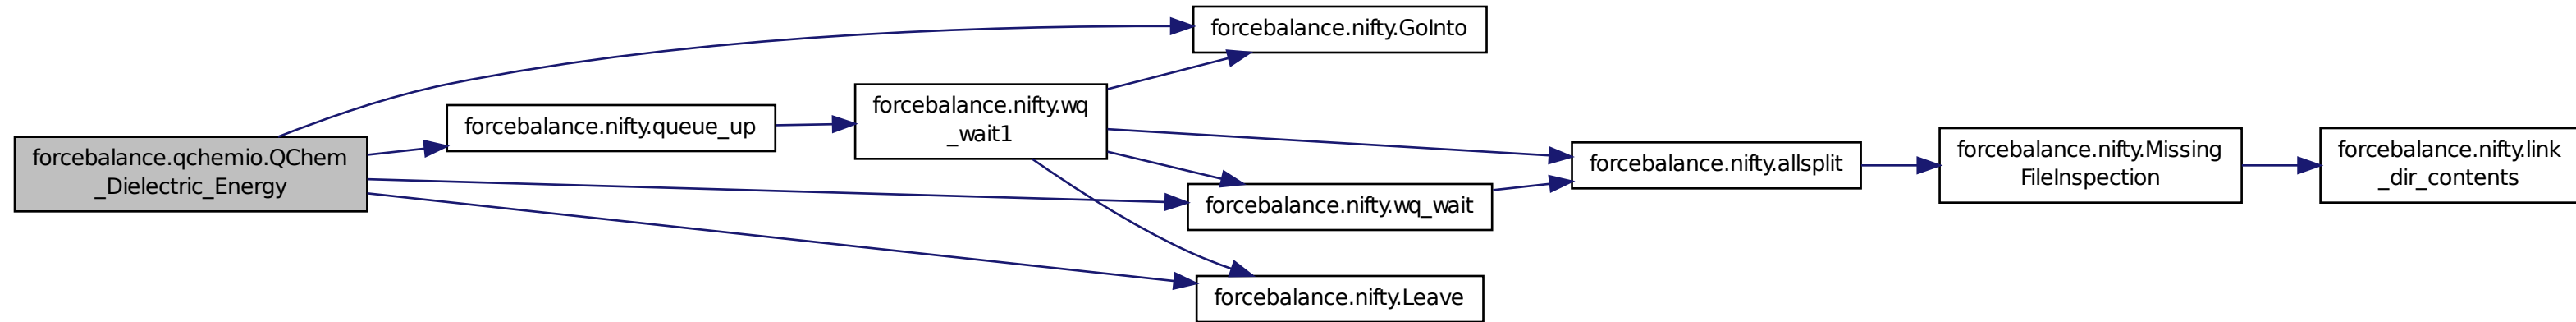 forcebalance.qchemio.QChem
_Dielectric_Energy
forcebalance.nifty.queue_up
forcebalance.nifty.wq
_wait1
forcebalance.nifty.GoInto
forcebalance.nifty.wq_wait
forcebalance.nifty.Leave
forcebalance.nifty.allsplit
forcebalance.nifty.Missing
FileInspection
forcebalance.nifty.link
_dir_contents